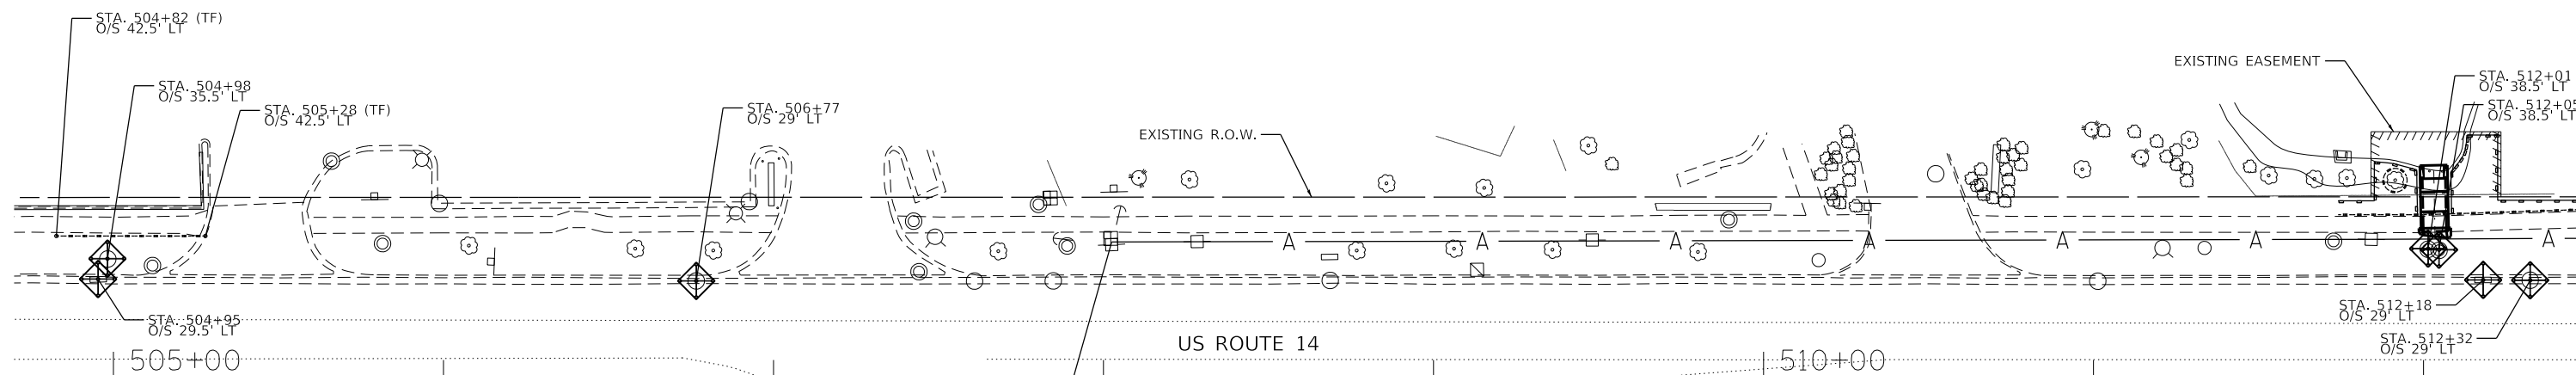 STA. 504+82 (TF)
O/S 42.5' LT
STA. 504+98
O/S 35.5' LT
STA. 505+28 (TF)
O/S 42.5' LT
STA. 506+77
O/S 29' LT
EXISTING R.O.W.
EXISTING EASEMENT
STA. 512+01
O/S 38.5' LT
STA. 512+05
O/S 38.5' LT
A A A A A A A
STA. 504+95
O/S 29.5' LT
STA. 512+18
O/S 29' LT
STA. 512+32
O/S 29' LT
US ROUTE 14
505+00
510+00